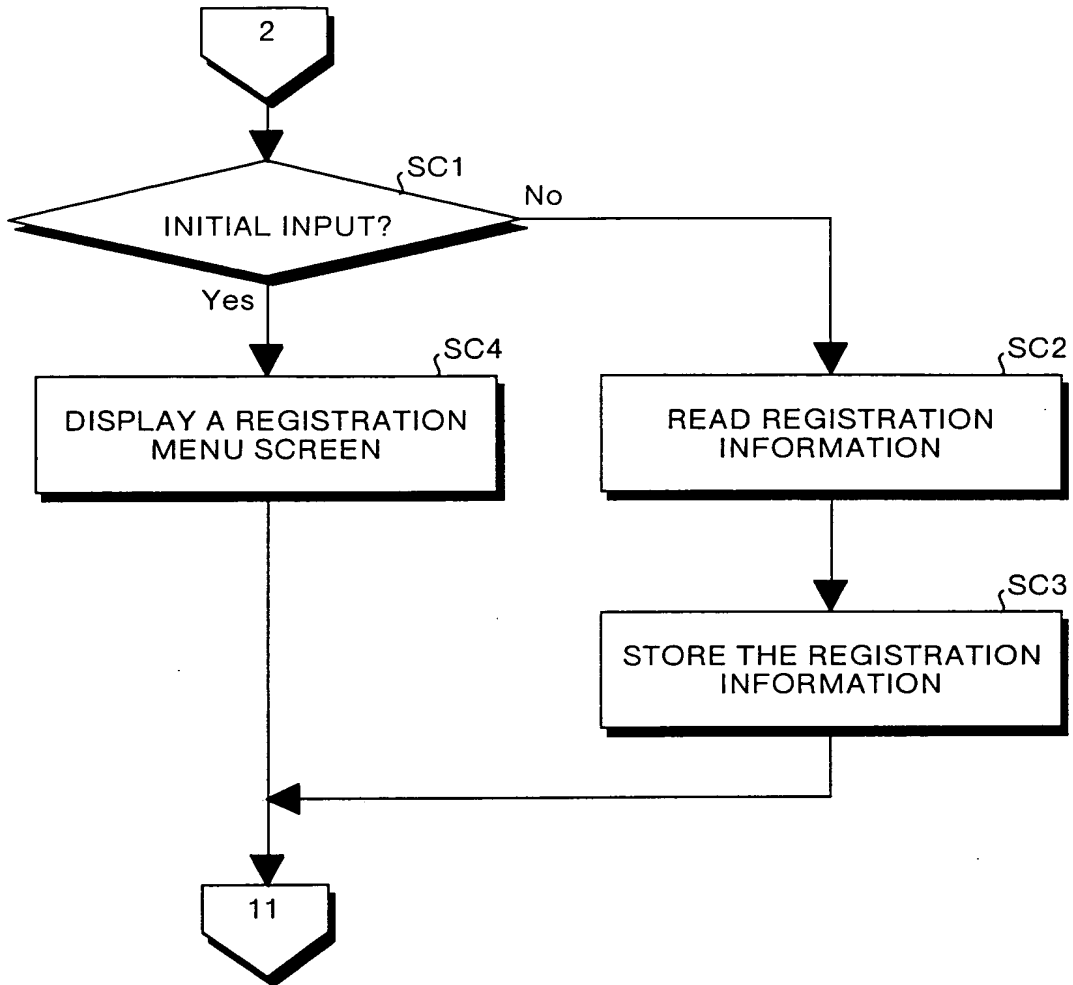 2
SC1
No
INITIAL INPUT?
Yes
SC4
SC2
DISPLAY A REGISTRATION
MENU SCREEN
READ REGISTRATION
INFORMATION
SC3
STORE THE REGISTRATION
INFORMATION
11